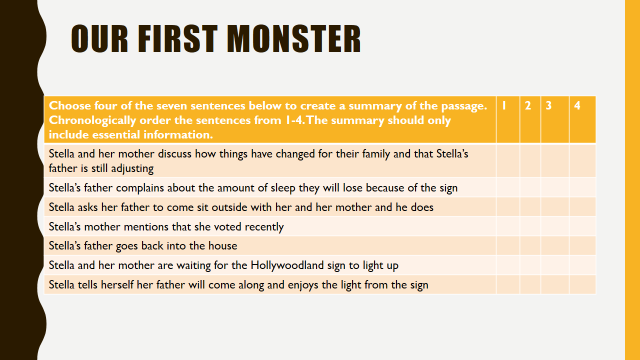 OUR FIRST MONSTER
Choose four of the seven sentences below to create a summary of the passage. 1 2 3 4
Chronologically order the sentences from 1-4. The summary should only
include essential information.
Stella and her mother discuss how things have changed for their family and that Stella's
father is still adjusting
Stella's father complains about the amount of sleep they will lose because of the sign
Stella asks her father to come sit outside with her and her mother and he does
Stella's mother mentions that she voted recently
Stella's father goes back into the house
Stella and her mother are waiting for the Hollywoodland sign to light up
Stella tells herself her father will come along and enjoys the light from the sign